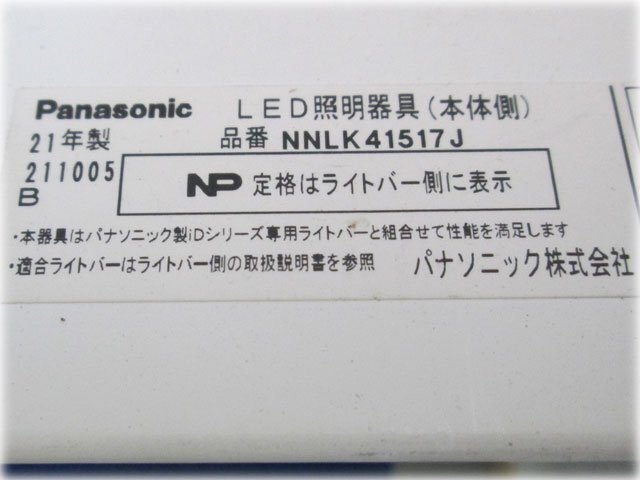 Panasonic LED照明器具(本体側)
21年製 品番 NNLK41517J
211005
B
NP 定格はライトバー側に表示
・本器具はパナソニック製iDシリーズ専用ライトバーと組合せて性能を満足します
・適合ライトバーはライトバー側の取扱説明書を参照 パナソニック株式会社